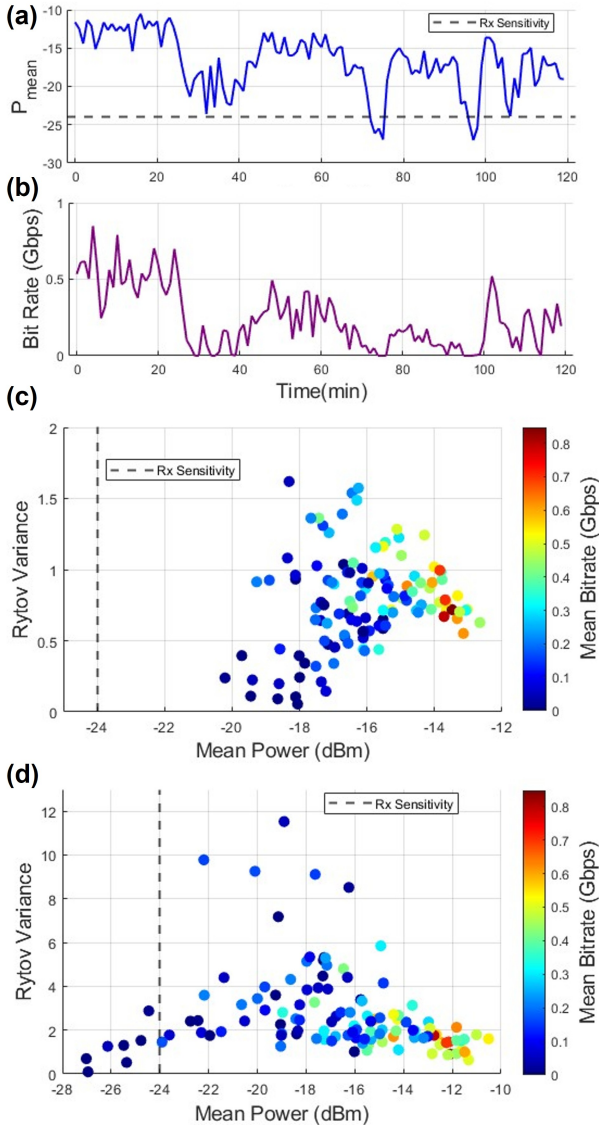 (a)
-10
-15
-20
-25
-30
P mean
Rx Sensitivity
0 20 40 60 80 100 120
(b)
1
0.5
0
Bit Rate (Gbps)
0 20 40 60 80 100 120
Time(min)
(c)
2
1.5
1
0.5
0
Rytov Variance
Rx Sensitivity
-24 -22 -20 -18 -16 -14 -12
Mean Power (dBm)
0.8
0.7
0.6
0.5
0.4
0.3
0.2
0.1
0
Mean Bitrate (Gbps)
(d)
12
10
8
6
4
2
0
Rytov Variance
Rx Sensitivity
-28 -26 -24 -22 -20 -18 -16 -14 -12 -10
Mean Power (dBm)
0.8
0.7
0.6
0.5
0.4
0.3
0.2
0.1
0
Mean Bitrate (Gbps)